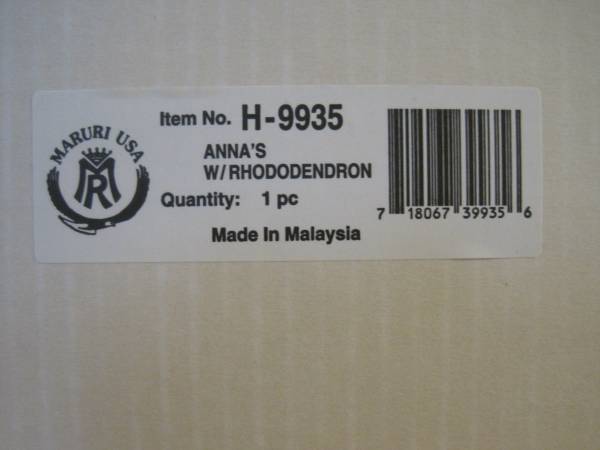 MARURI USA
MR
Item No. H-9935
ANNA'S
W/RHODODENDRON
Quantity: 1 pc
Made In Malaysia
7 18067 39935 6